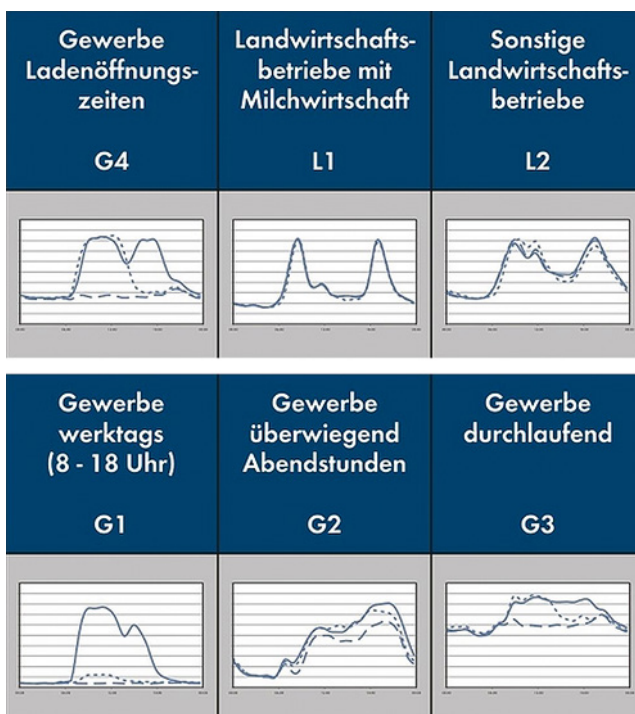 Gewerbe
Ladenöffnungs-
zeiten
G4
Landwirtschafts-
betriebe mit
Milchwirtschaft
L1
Sonstige
Landwirtschafts-
betriebe
L2
Gewerbe
werktags
(8 - 18 Uhr)
G1
Gewerbe
überwiegend
Abendstunden
G2
Gewerbe
durchlaufend
G3